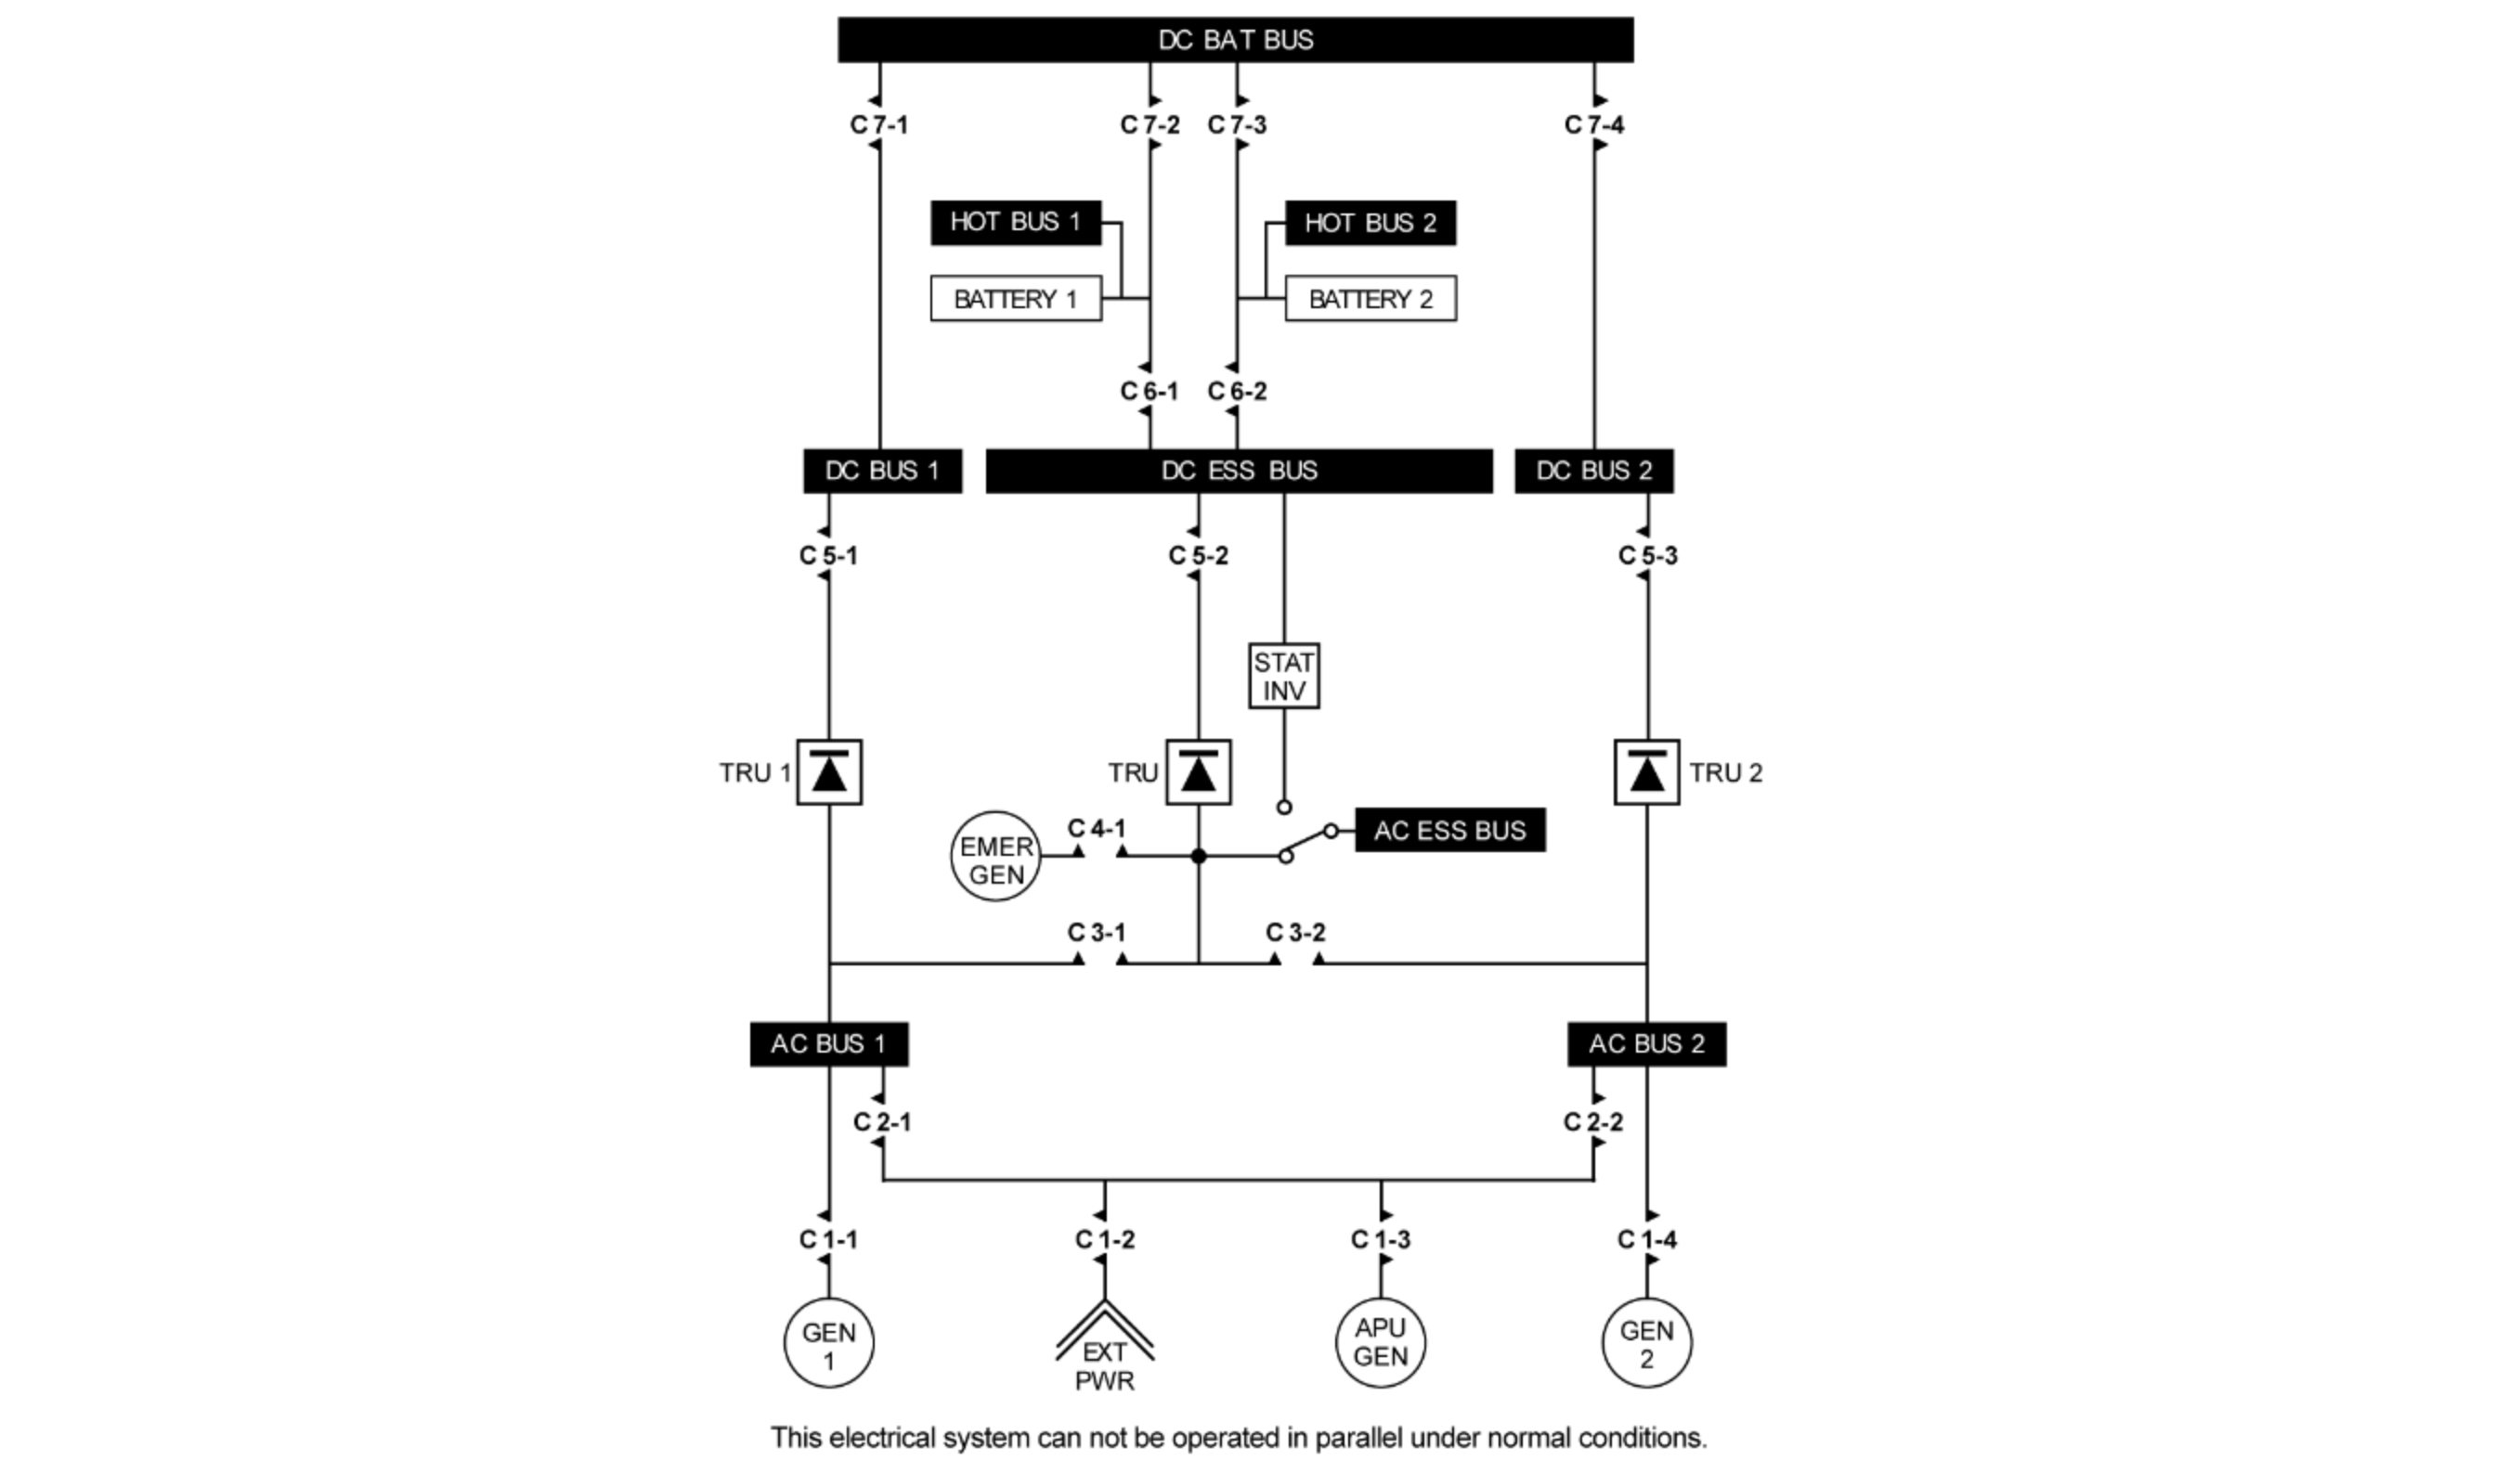 DC BAT BUS
C 7-1
C 7-2
C 7-3
C 7-4
HOT BUS 1
HOT BUS 2
BATTERY 1
BATTERY 2
C 6-1
C 6-2
DC BUS 1
DC ESS BUS
DC BUS 2
C 5-1
C 5-2
C 5-3
STAT
INV
TRU 1
TRU
TRU 2
C 4-1
EMER
GEN
AC ESS BUS
C 3-1
C 3-2
AC BUS 1
AC BUS 2
C 2-1
C 2-2
C 1-1
C 1-2
C 1-3
C 1-4
GEN
1
EXT
PWR
APU
GEN
GEN
2
This electrical system can not be operated in parallel under normal conditions.